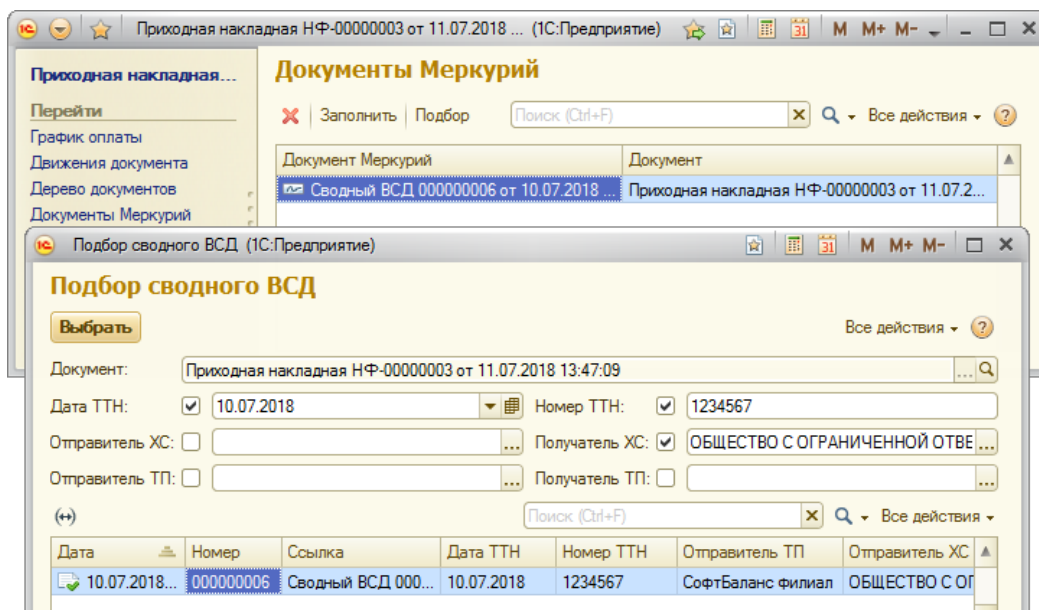 Приходная накладная НФ-00000003 от 11.07.2018 ... (1С:Предприятие) 31 M M+ M-
Приходная накладная...
Перейти
График оплаты
Движения документа
Дерево документов
Документы Меркурий
Документы Меркурий
Заполнить Подбор Поиск (Ctrl+F) Все действия
Документ Меркурий Документ
Сводный ВСД 000000006 от 10.07.2018 ... Приходная накладная НФ-00000003 от 11.07.2...
Подбор сводного ВСД (1С:Предприятие) 31 M M+ M-
Подбор сводного ВСД
Выбрать Все действия
Документ: Приходная накладная НФ-00000003 от 11.07.2018 13:47:09
Дата ТТН: 10.07.2018 Номер ТТН: 1234567
Отправитель ХС: Получатель ХС: ОБЩЕСТВО С ОГРАНИЧЕННОЙ ОТВЕ
Отправитель ТП: Получатель ТП:
Поиск (Ctrl+F) Все действия
Дата Номер Ссылка Дата ТТН Номер ТТН Отправитель ТП Отправитель ХС
10.07.2018... 000000006 Сводный ВСД 000... 10.07.2018 1234567 СофтБаланс филиал ОБЩЕСТВО С ОГ